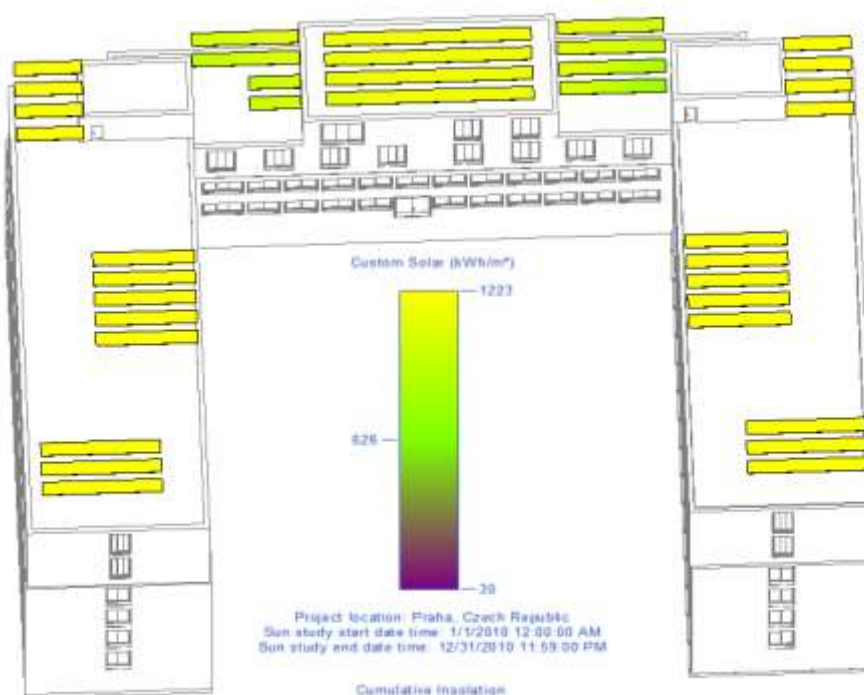 Custom Solar (kWh/m²)
1223
626
39
Project location: Praha, Czech Republic
Sun study start date time: 1/1/2010 12:00:00 AM
Sun study end date time: 12/31/2010 11:59:00 PM
Cumulative Insolation